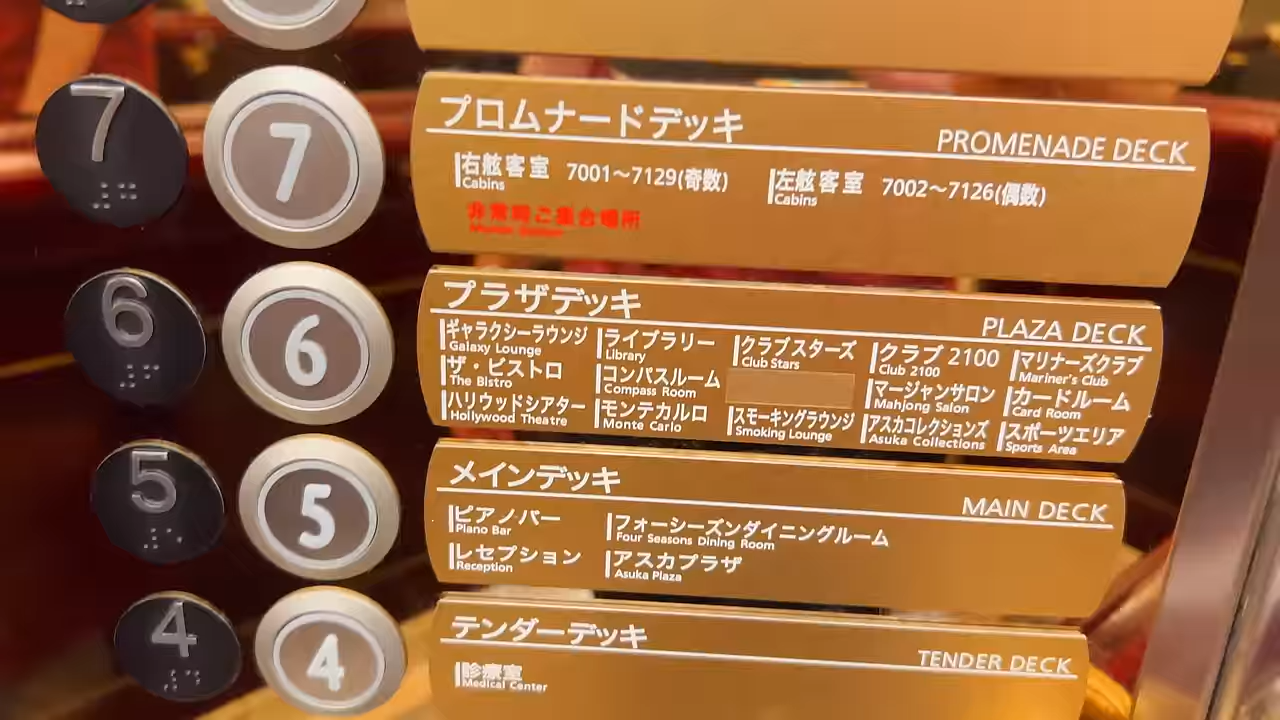 7
7
プロムナードデッキ
PROMENADE DECK
右舷客室 7001～7129(奇数)
Cabins
左舷客室 7002～7126(偶数)
Cabins
非常時ご集合場所
Muster Station
6
6
プラザデッキ
PLAZA DECK
ギャラクシーラウンジ
Galaxy Lounge
ライブラリー
Library
クラブスターズ
Club Stars
クラブ 2100
Club 2100
マリナーズクラブ
Mariner's Club
ザ・ビストロ
The Bistro
コンパスルーム
Compass Room
マージャンサロン
Mahjong Salon
カードルーム
Card Room
ハリウッドシアター
Hollywood Theatre
モンテカルロ
Monte Carlo
スモーキングラウンジ
Smoking Lounge
アスカコレクションズ
Asuka Collections
スポーツエリア
Sports Area
5
5
メインデッキ
MAIN DECK
ピアノバー
Piano Bar
フォーシーズンダイニングルーム
Four Seasons Dining Room
レセプション
Reception
アスカプラザ
Asuka Plaza
4
4
テンダーデッキ
TENDER DECK
診療室
Medical Center